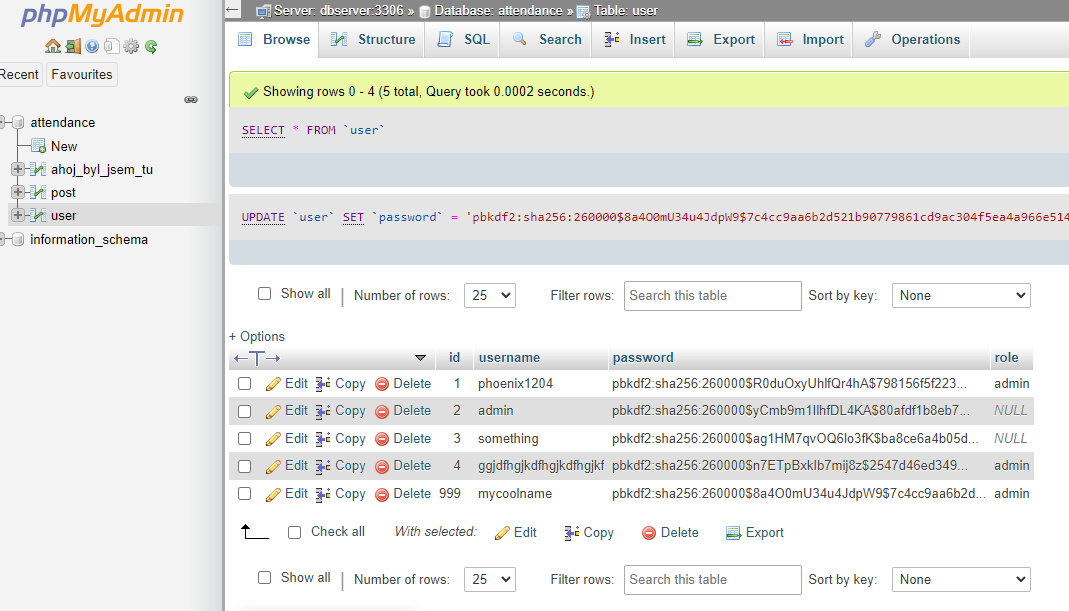 phpMyAdmin
Recent Favourites
attendance
New
ahoj_byl_jsem_tu
post
user
information_schema
Server: dbserver:3306 » Database: attendance » Table: user
Browse Structure SQL Search Insert Export Import Operations
Showing rows 0 - 4 (5 total, Query took 0.0002 seconds.)
SELECT * FROM `user`
UPDATE `user` SET `password` = 'pbkdf2:sha256:260000$8a4O0mU34u4JdpW9$7c4cc9aa6b2d521b90779861cd9ac304f5ea4a966e514
Show all Number of rows: 25 Filter rows: Search this table Sort by key: None
+ Options
id username password role
Edit Copy Delete 1 phoenix1204 pbkdf2:sha256:260000$R0duOxyUhlfQr4hA$798156f5f223... admin
Edit Copy Delete 2 admin pbkdf2:sha256:260000$yCmb9m1IlhfDL4KA$80afdf1b8eb7... NULL
Edit Copy Delete 3 something pbkdf2:sha256:260000$ag1HM7qvOQ6lo3fK$ba8ce6a4b05d... NULL
Edit Copy Delete 4 ggjdfhgjkdfhgjkdfhgjkf pbkdf2:sha256:260000$n7ETpBxklb7mij8z$2547d46ed349... admin
Edit Copy Delete 999 mycoolname pbkdf2:sha256:260000$8a4O0mU34u4JdpW9$7c4cc9aa6b2d... admin
Check all With selected: Edit Copy Delete Export
Show all Number of rows: 25 Filter rows: Search this table Sort by key: None